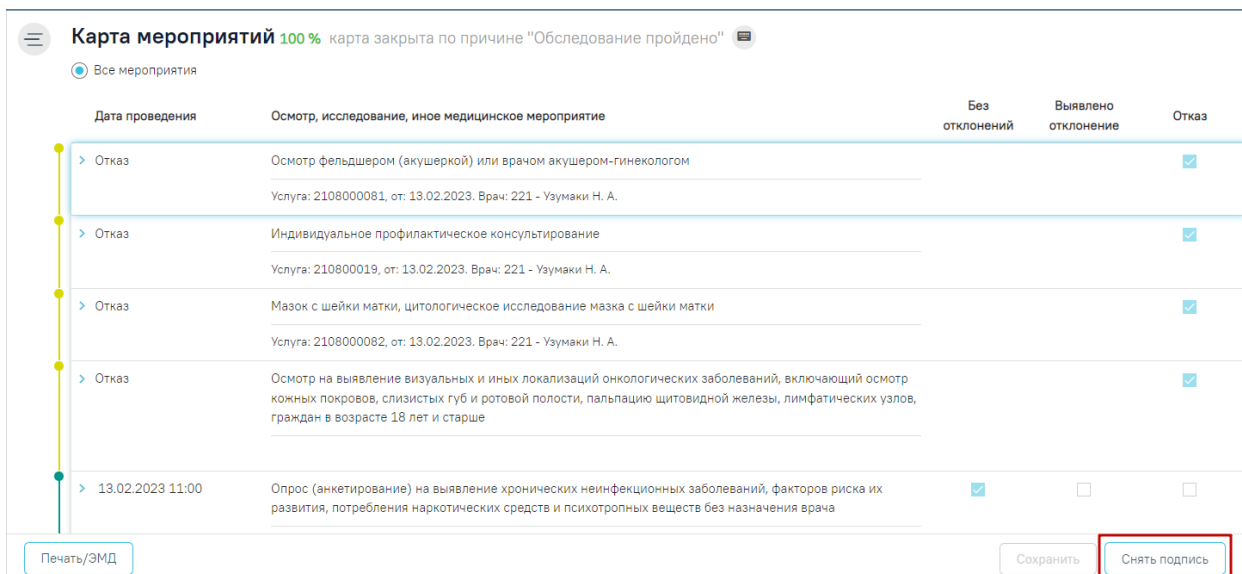 Карта мероприятий 100 % карта закрыта по причине "Обследование пройдено"
Все мероприятия
Дата проведения Осмотр, исследование, иное медицинское мероприятие Без отклонений Выявлено отклонение Отказ
Отказ Осмотр фельдшером (акушеркой) или врачом акушером-гинекологом
Услуга: 2108000081, от: 13.02.2023. Врач: 221 - Узумаки Н. А.
Отказ Индивидуальное профилактическое консультирование
Услуга: 210800019, от: 13.02.2023. Врач: 221 - Узумаки Н. А.
Отказ Мазок с шейки матки, цитологическое исследование мазка с шейки матки
Услуга: 2108000082, от: 13.02.2023. Врач: 221 - Узумаки Н. А.
Отказ Осмотр на выявление визуальных и иных локализаций онкологических заболеваний, включающий осмотр
кожных покровов, слизистых губ и ротовой полости, пальпацию щитовидной железы, лимфатических узлов,
граждан в возрасте 18 лет и старше
13.02.2023 11:00 Опрос (анкетирование) на выявление хронических неинфекционных заболеваний, факторов риска их
развития, потребления наркотических средств и психотропных веществ без назначения врача
Печать/ЭМД Сохранить Снять подпись